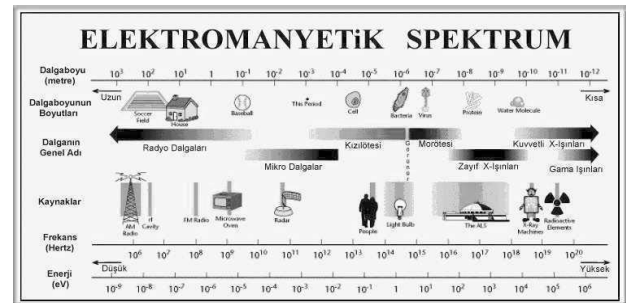 ELEKTROMANYETiK SPEKTRUM
Dalgaboyu (metre) 10³ 10² 10¹ 1 10⁻¹ 10⁻² 10⁻³ 10⁻⁴ 10⁻⁵ 10⁻⁶ 10⁻⁷ 10⁻⁸ 10⁻⁹ 10⁻¹⁰ 10⁻¹¹ 10⁻¹²
Uzun Kısa
Dalgaboyunun Boyutları
Soccer Field House Baseball This Period Cell Bacteria Virus Protein Water Molecule
Dalganın Genel Adı
Radyo Dalgaları Kızılötesi Morötesi Kuvvetli X-Işınları
Mikro Dalgalar Zayıf X-Işınları Gama Işınları
Kaynaklar
AM Radio rf Cavity FM Radio Microwave Oven Radar People Light Bulb The ALS X-Ray Machines Radioactive Elements
Frekans (Hertz) 10⁶ 10⁷ 10⁸ 10⁹ 10¹⁰ 10¹¹ 10¹² 10¹³ 10¹⁴ 10¹⁵ 10¹⁶ 10¹⁷ 10¹⁸ 10¹⁹ 10²⁰
Düşük Yüksek
Enerji (eV) 10⁻⁹ 10⁻⁸ 10⁻⁷ 10⁻⁶ 10⁻⁵ 10⁻⁴ 10⁻³ 10⁻² 10⁻¹ 1 10¹ 10² 10³ 10⁴ 10⁵ 10⁶